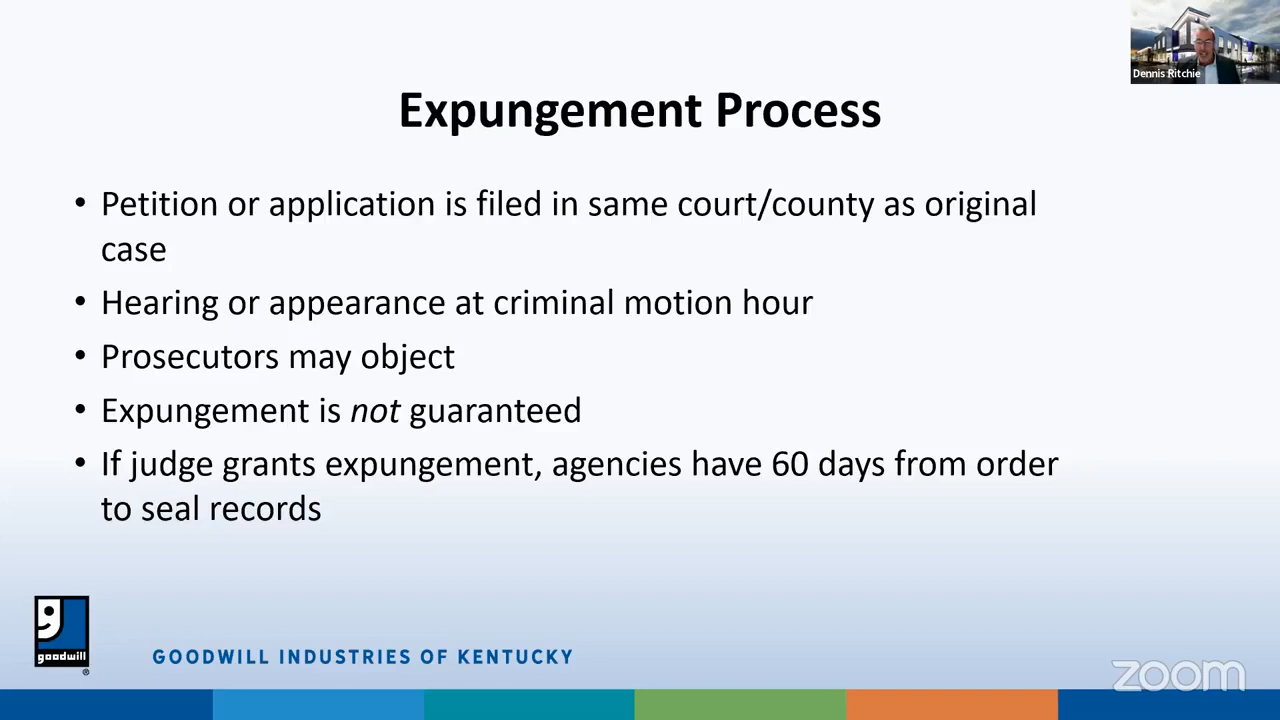 Dennis Ritchie
Expungement Process
• Petition or application is filed in same court/county as original
case
• Hearing or appearance at criminal motion hour
• Prosecutors may object
• Expungement is not guaranteed
• If judge grants expungement, agencies have 60 days from order
to seal records
goodwill
®
GOODWILL INDUSTRIES OF KENTUCKY
zoom